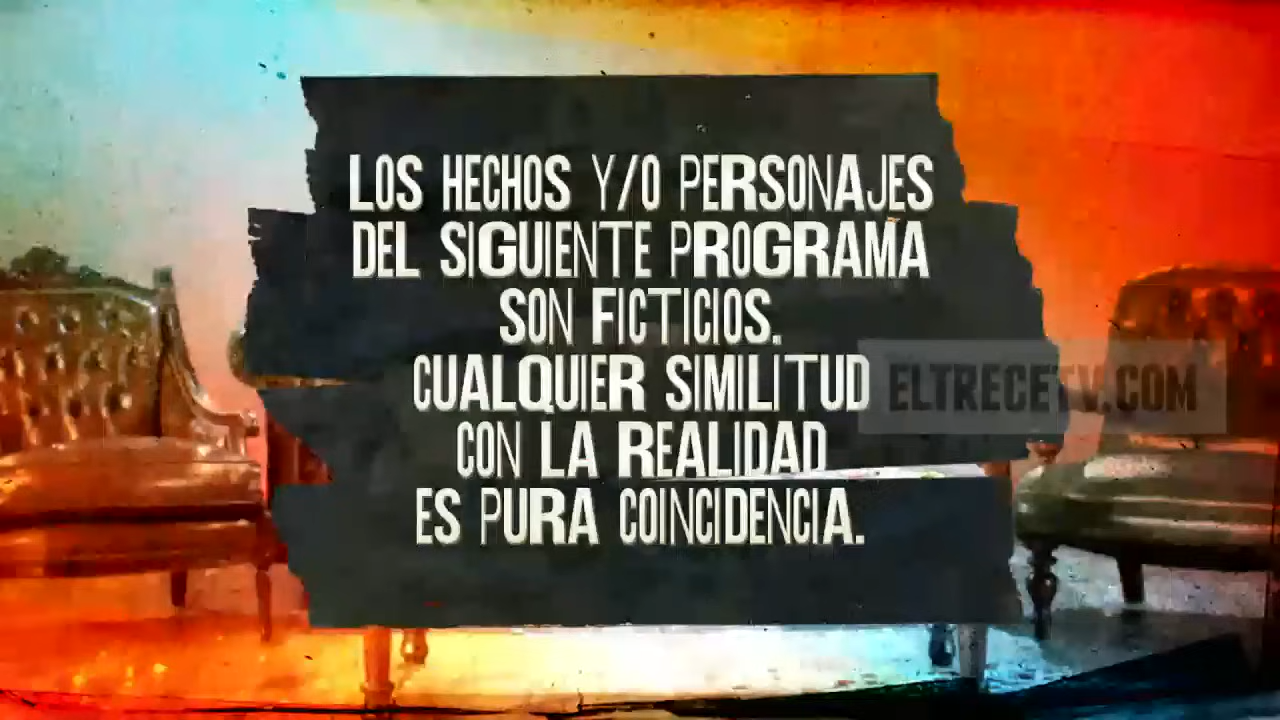 LOS HECHOS Y/O PERSONAJES
DEL SIGUIENTE PROGRAMA
SON FICTICIOS.
CUALQUIER SIMILITUD
CON LA REALIDAD
ES PURA COINCIDENCIA.
ELTRECETV.COM